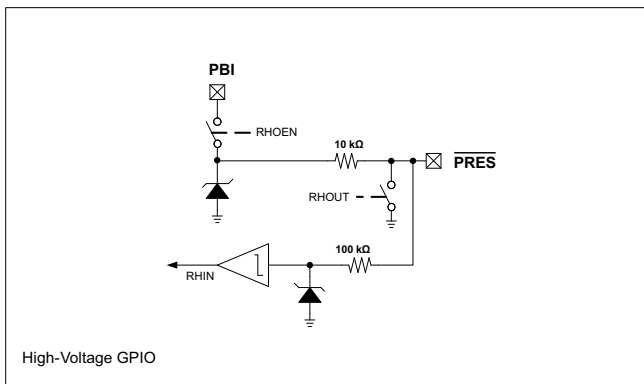 PBI
RHOEN
10 kΩ
PRES
RHOUT
100 kΩ
RHIN
High-Voltage GPIO